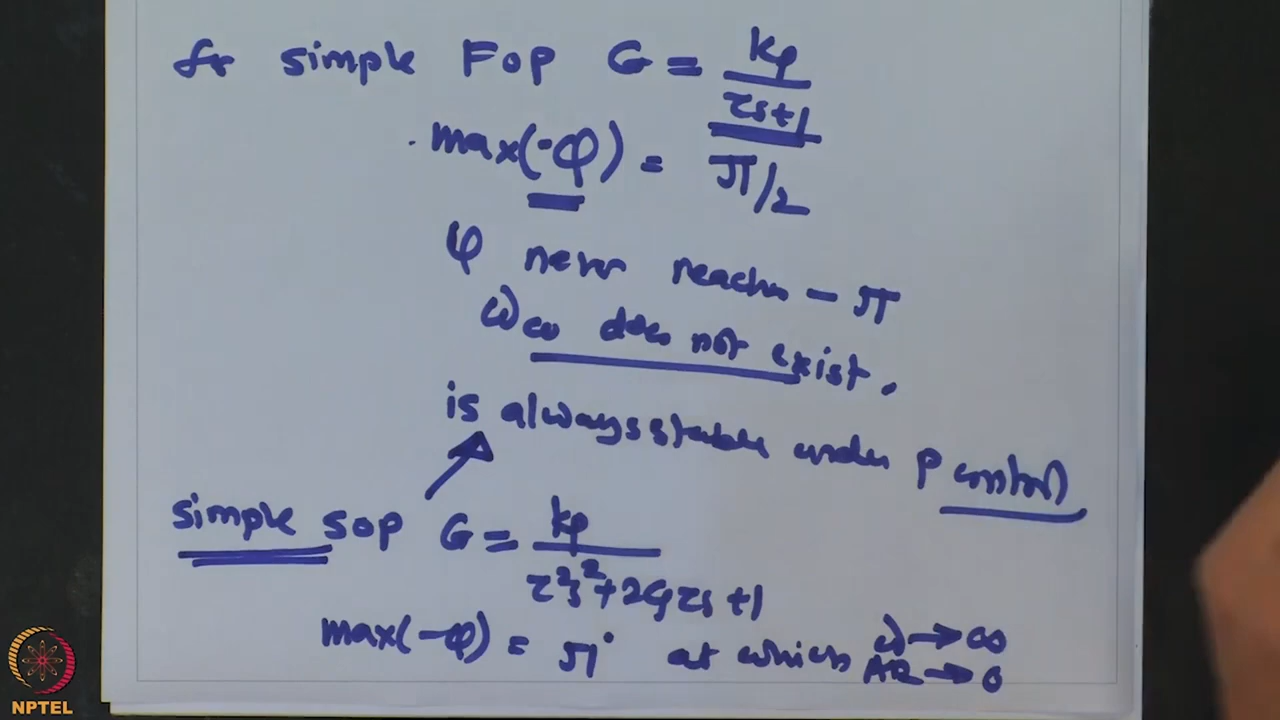 for simple FOP G = kp / τs+1
max(-φ) = π/2
φ never reaches -π
ωco does not exist.
is always stable under P control
simple SOP G = kp / τ²s²+2ζτs+1
max(-φ) = π at which ω→∞
AR→0
NPTEL